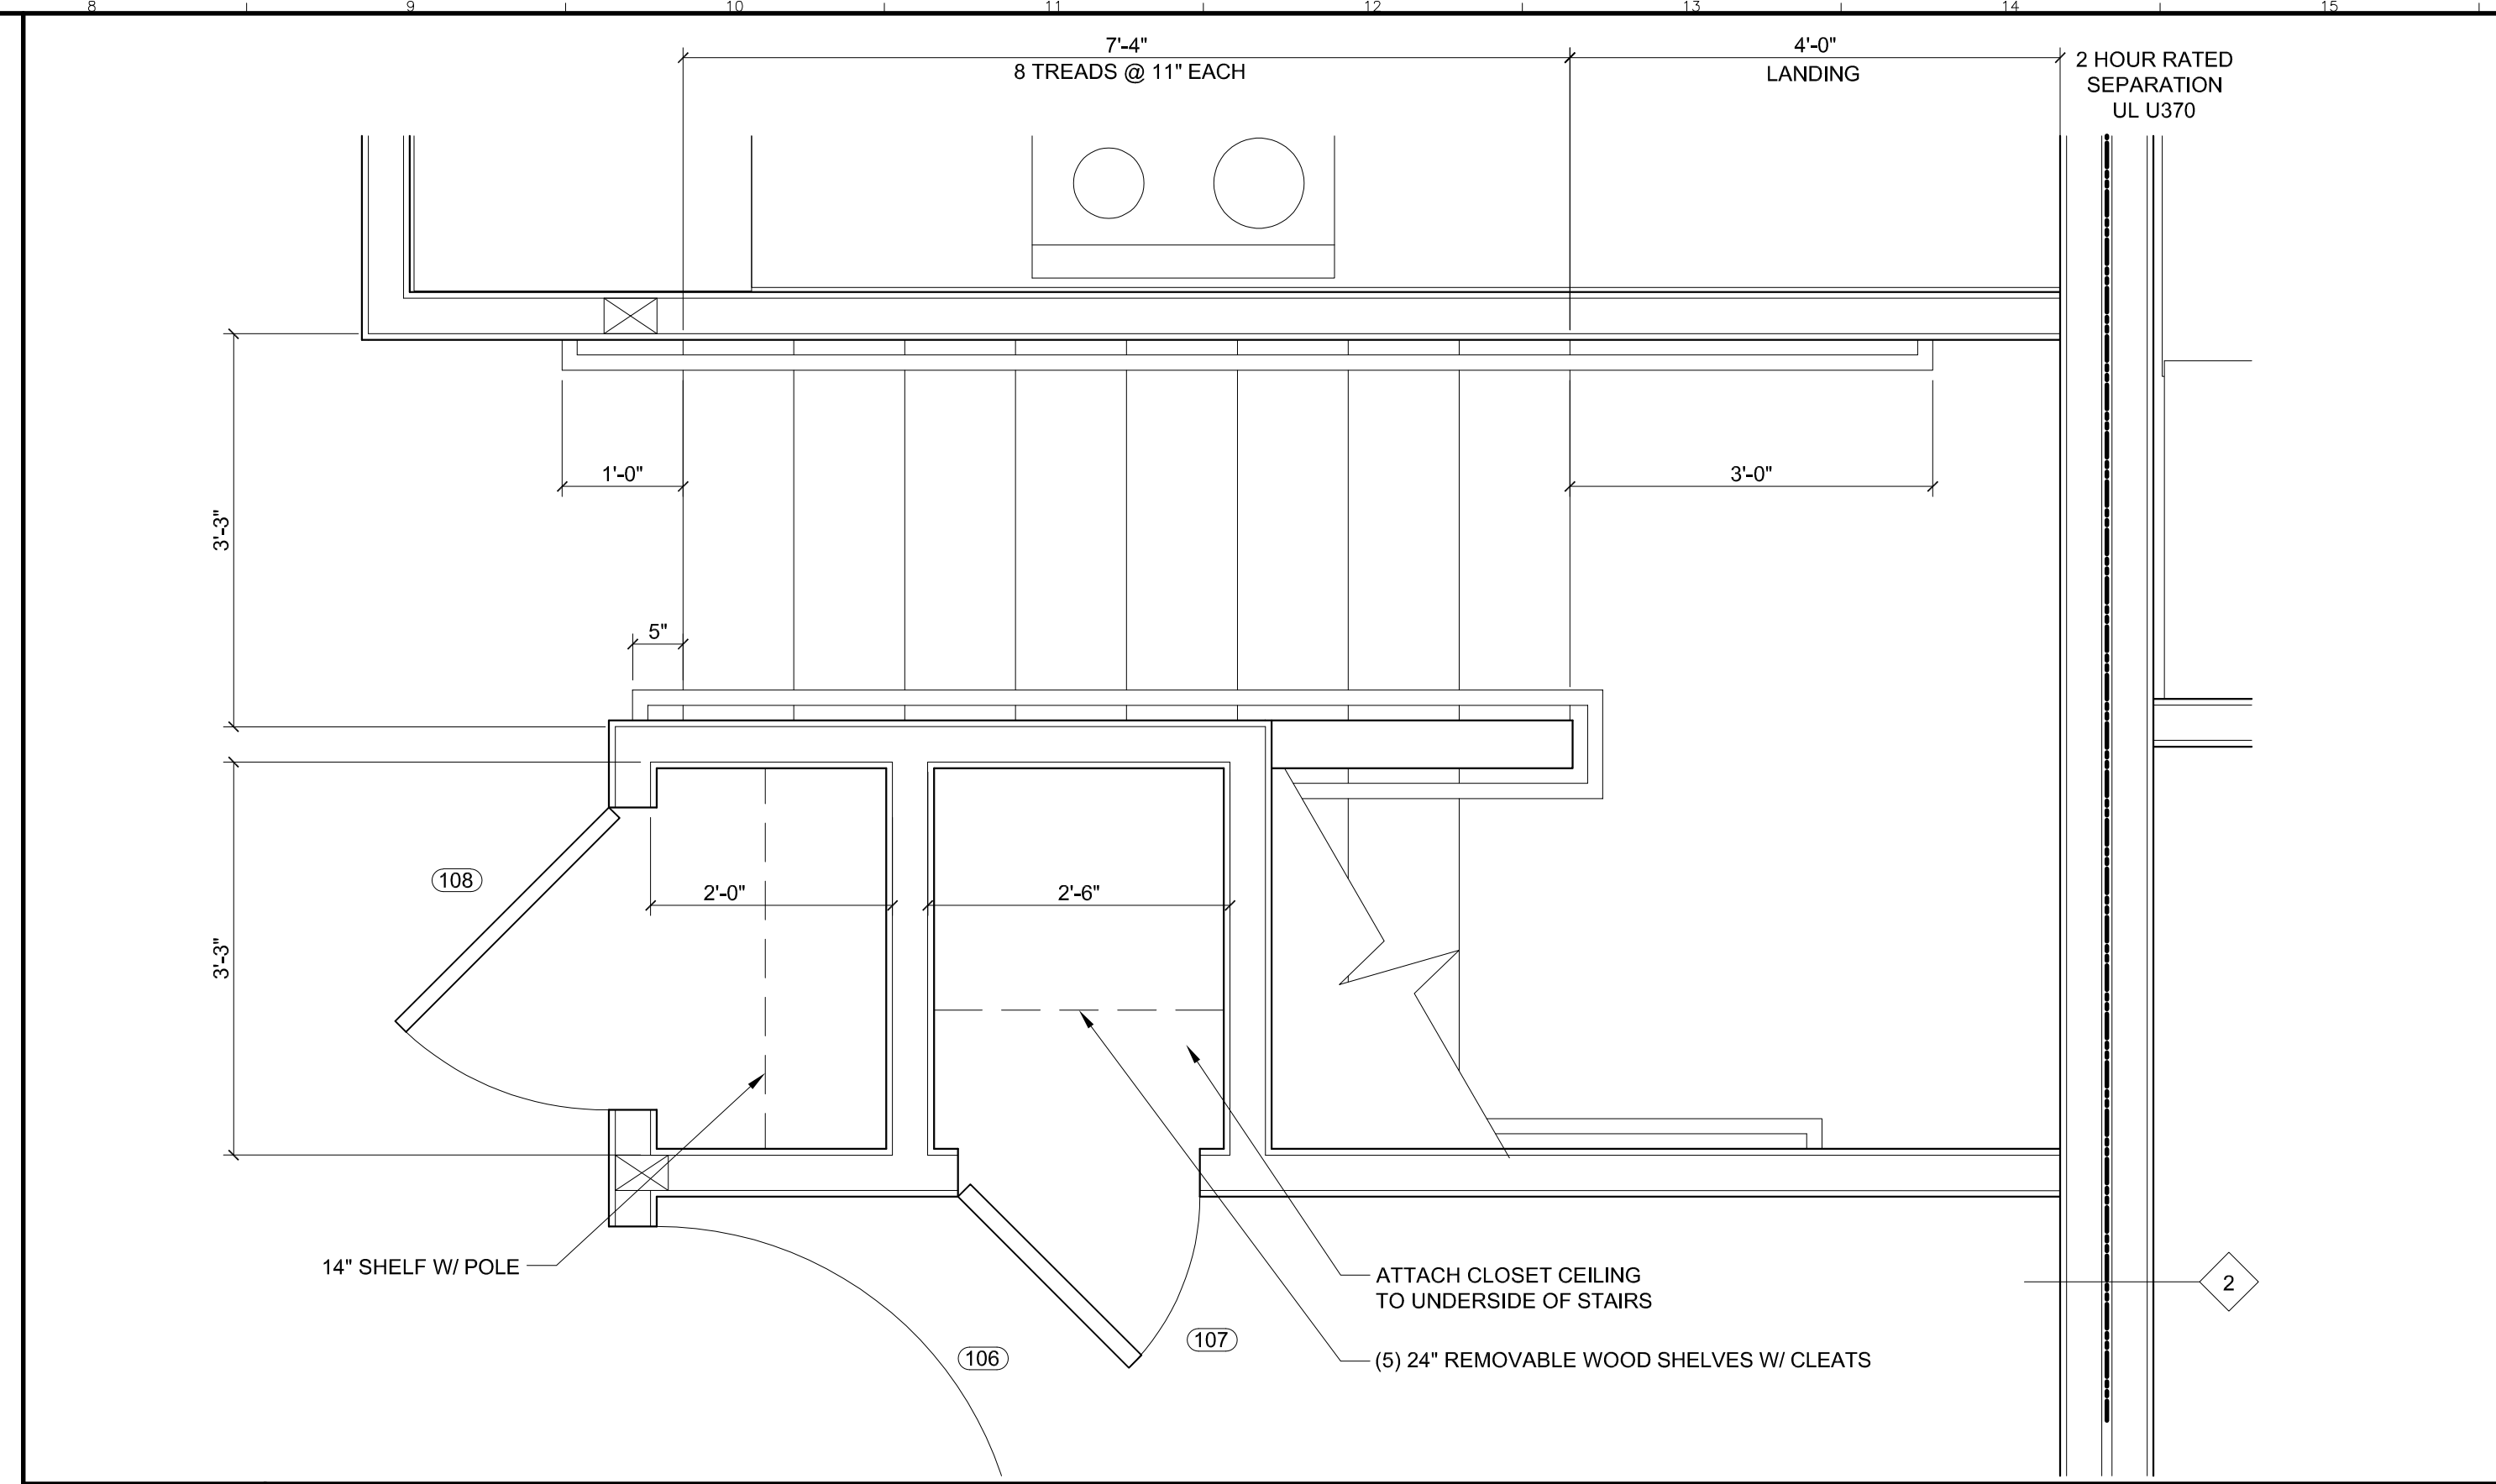 8 9 10 11 12 13 14 15
7'-4"
8 TREADS @ 11" EACH
4'-0"
LANDING
2 HOUR RATED
SEPARATION
UL U370
1'-0"
3'-0"
3'-3"
5"
108
2'-0"
2'-6"
3'-3"
14" SHELF W/ POLE
ATTACH CLOSET CEILING
TO UNDERSIDE OF STAIRS
2
107
106
(5) 24" REMOVABLE WOOD SHELVES W/ CLEATS